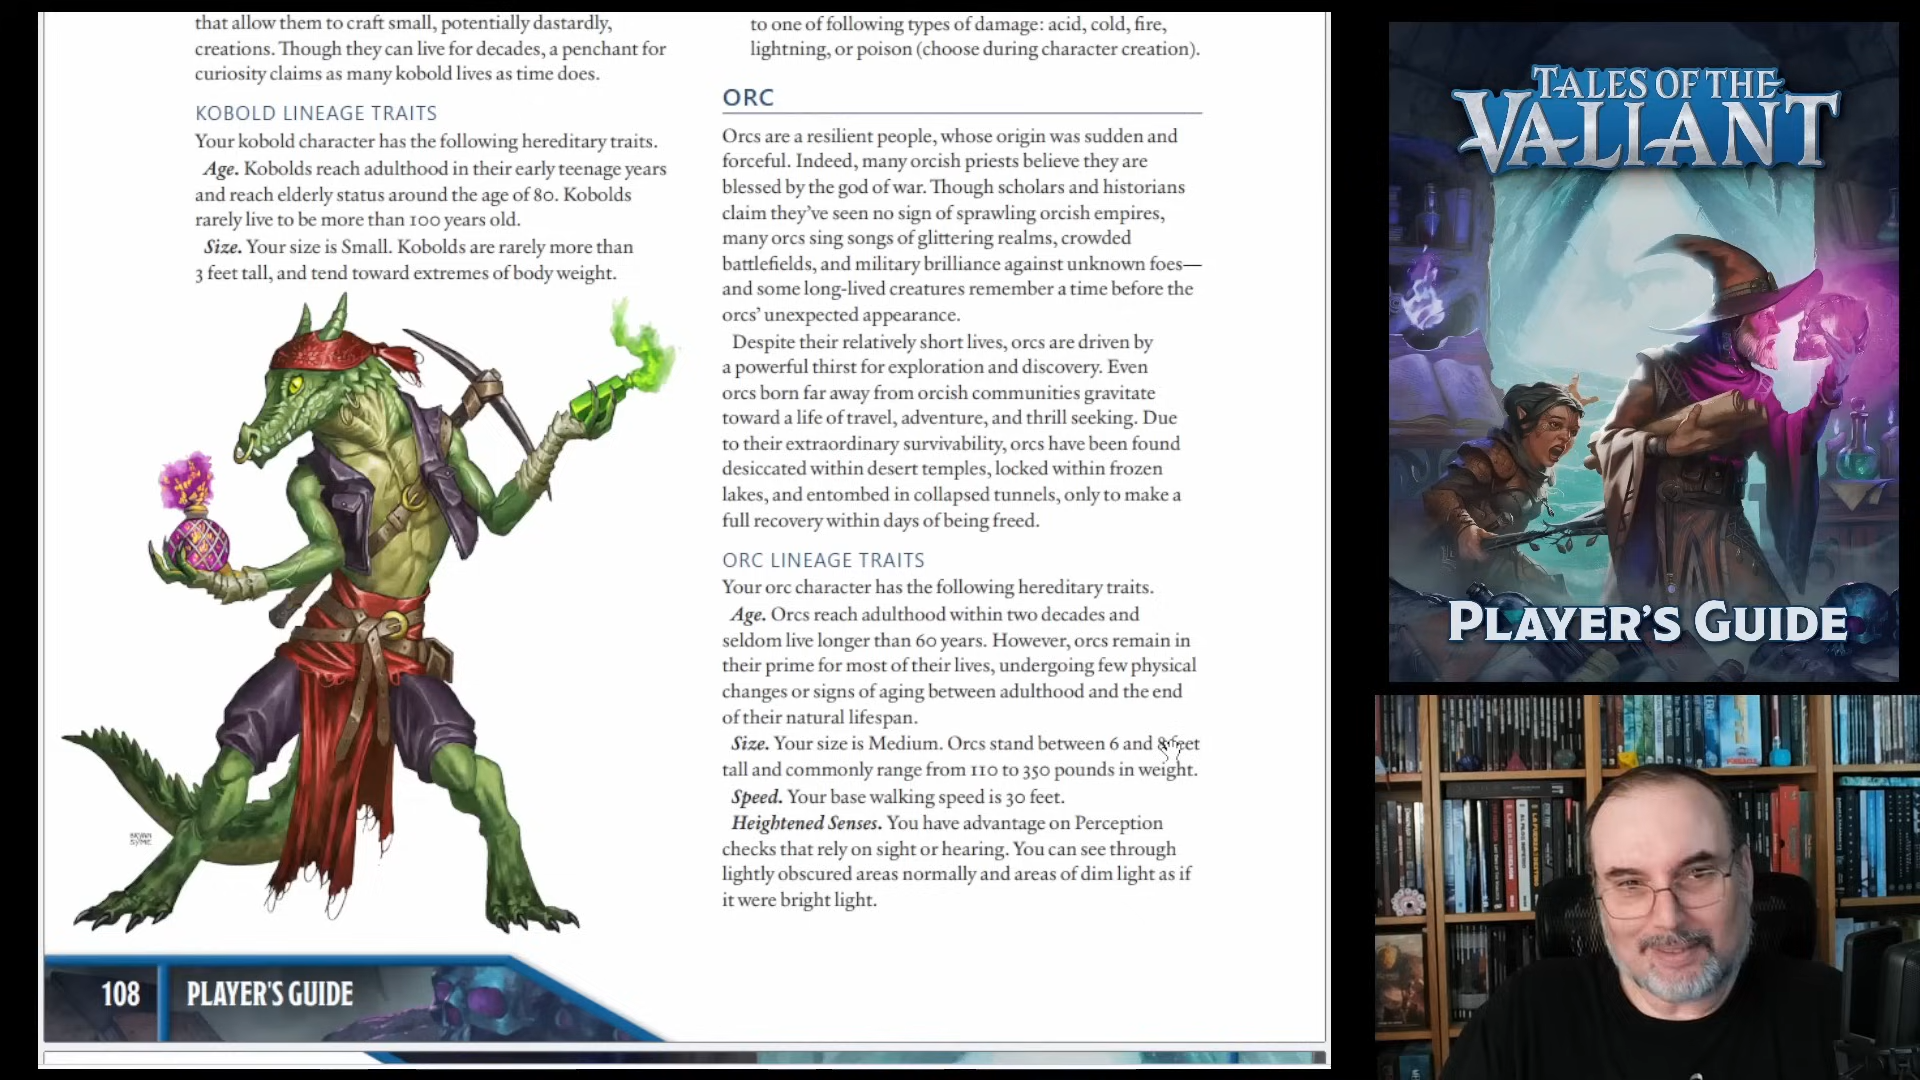 that allow them to craft small, potentially dastardly,
creations. Though they can live for decades, a penchant for
curiosity claims as many kobold lives as time does.
KOBOLD LINEAGE TRAITS
Your kobold character has the following hereditary traits.
Age. Kobolds reach adulthood in their early teenage years
and reach elderly status around the age of 80. Kobolds
rarely live to be more than 100 years old.
Size. Your size is Small. Kobolds are rarely more than
3 feet tall, and tend toward extremes of body weight.
BRYAN
SYME
to one of following types of damage: acid, cold, fire,
lightning, or poison (choose during character creation).
ORC
Orcs are a resilient people, whose origin was sudden and
forceful. Indeed, many orcish priests believe they are
blessed by the god of war. Though scholars and historians
claim they’ve seen no sign of sprawling orcish empires,
many orcs sing songs of glittering realms, crowded
battlefields, and military brilliance against unknown foes—
and some long-lived creatures remember a time before the
orcs’ unexpected appearance.
Despite their relatively short lives, orcs are driven by
a powerful thirst for exploration and discovery. Even
orcs born far away from orcish communities gravitate
toward a life of travel, adventure, and thrill seeking. Due
to their extraordinary survivability, orcs have been found
desiccated within desert temples, locked within frozen
lakes, and entombed in collapsed tunnels, only to make a
full recovery within days of being freed.
ORC LINEAGE TRAITS
Your orc character has the following hereditary traits.
Age. Orcs reach adulthood within two decades and
seldom live longer than 60 years. However, orcs remain in
their prime for most of their lives, undergoing few physical
changes or signs of aging between adulthood and the end
of their natural lifespan.
Size. Your size is Medium. Orcs stand between 6 and 8 feet
tall and commonly range from 110 to 350 pounds in weight.
Speed. Your base walking speed is 30 feet.
Heightened Senses. You have advantage on Perception
checks that rely on sight or hearing. You can see through
lightly obscured areas normally and areas of dim light as if
it were bright light.
108 PLAYER'S GUIDE
TALES OF THE
VALIANT
PLAYER'S GUIDE